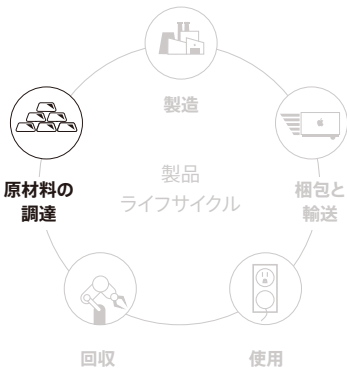 製造
原材料の
調達
製品
ライフサイクル
梱包と
輸送
回収
使用